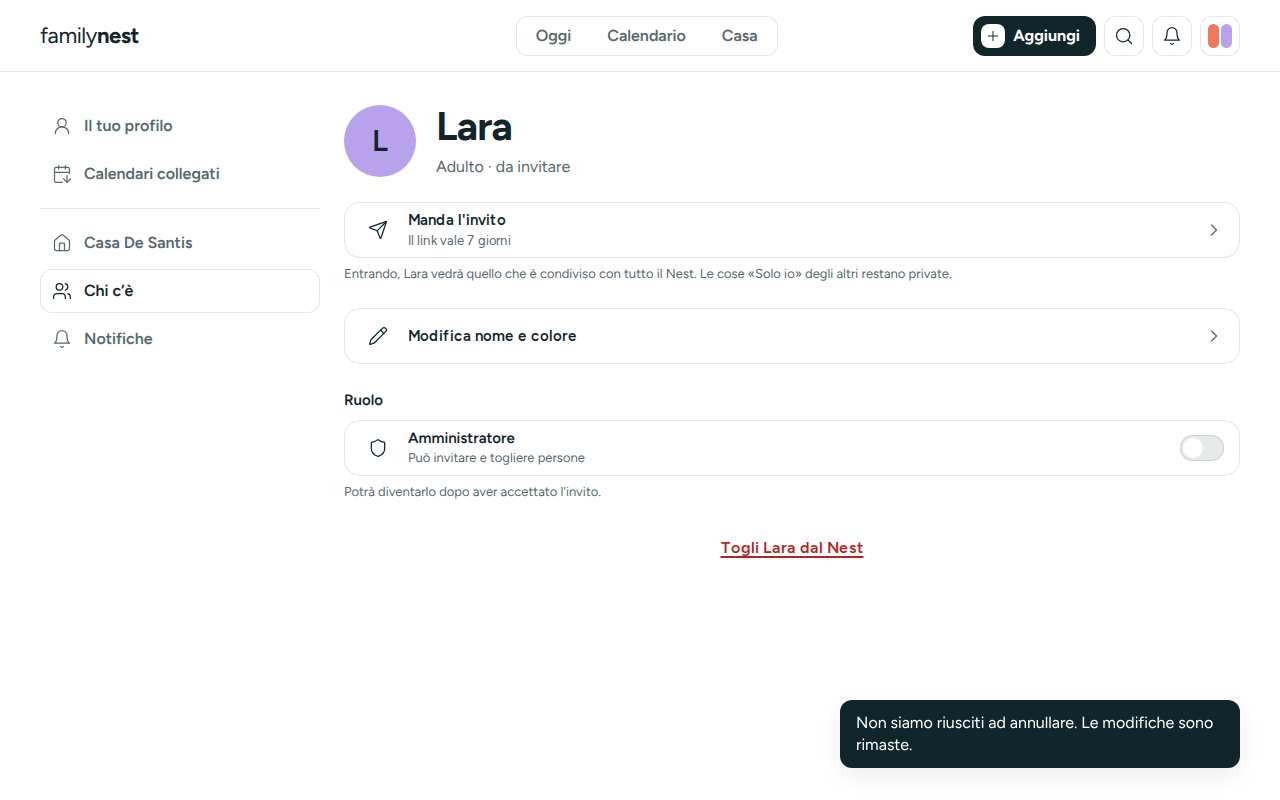 familynest
Oggi
Calendario
Casa
Aggiungi
Il tuo profilo
Calendari collegati
Casa De Santis
Chi c’è
Notifiche
L
Lara
Adulto · da invitare
Manda l'invito
Il link vale 7 giorni
Entrando, Lara vedrà quello che è condiviso con tutto il Nest. Le cose «Solo io» degli altri restano private.
Modifica nome e colore
Ruolo
Amministratore
Può invitare e togliere persone
Potrà diventarlo dopo aver accettato l'invito.
Togli Lara dal Nest
Non siamo riusciti ad annullare. Le modifiche sono
rimaste.